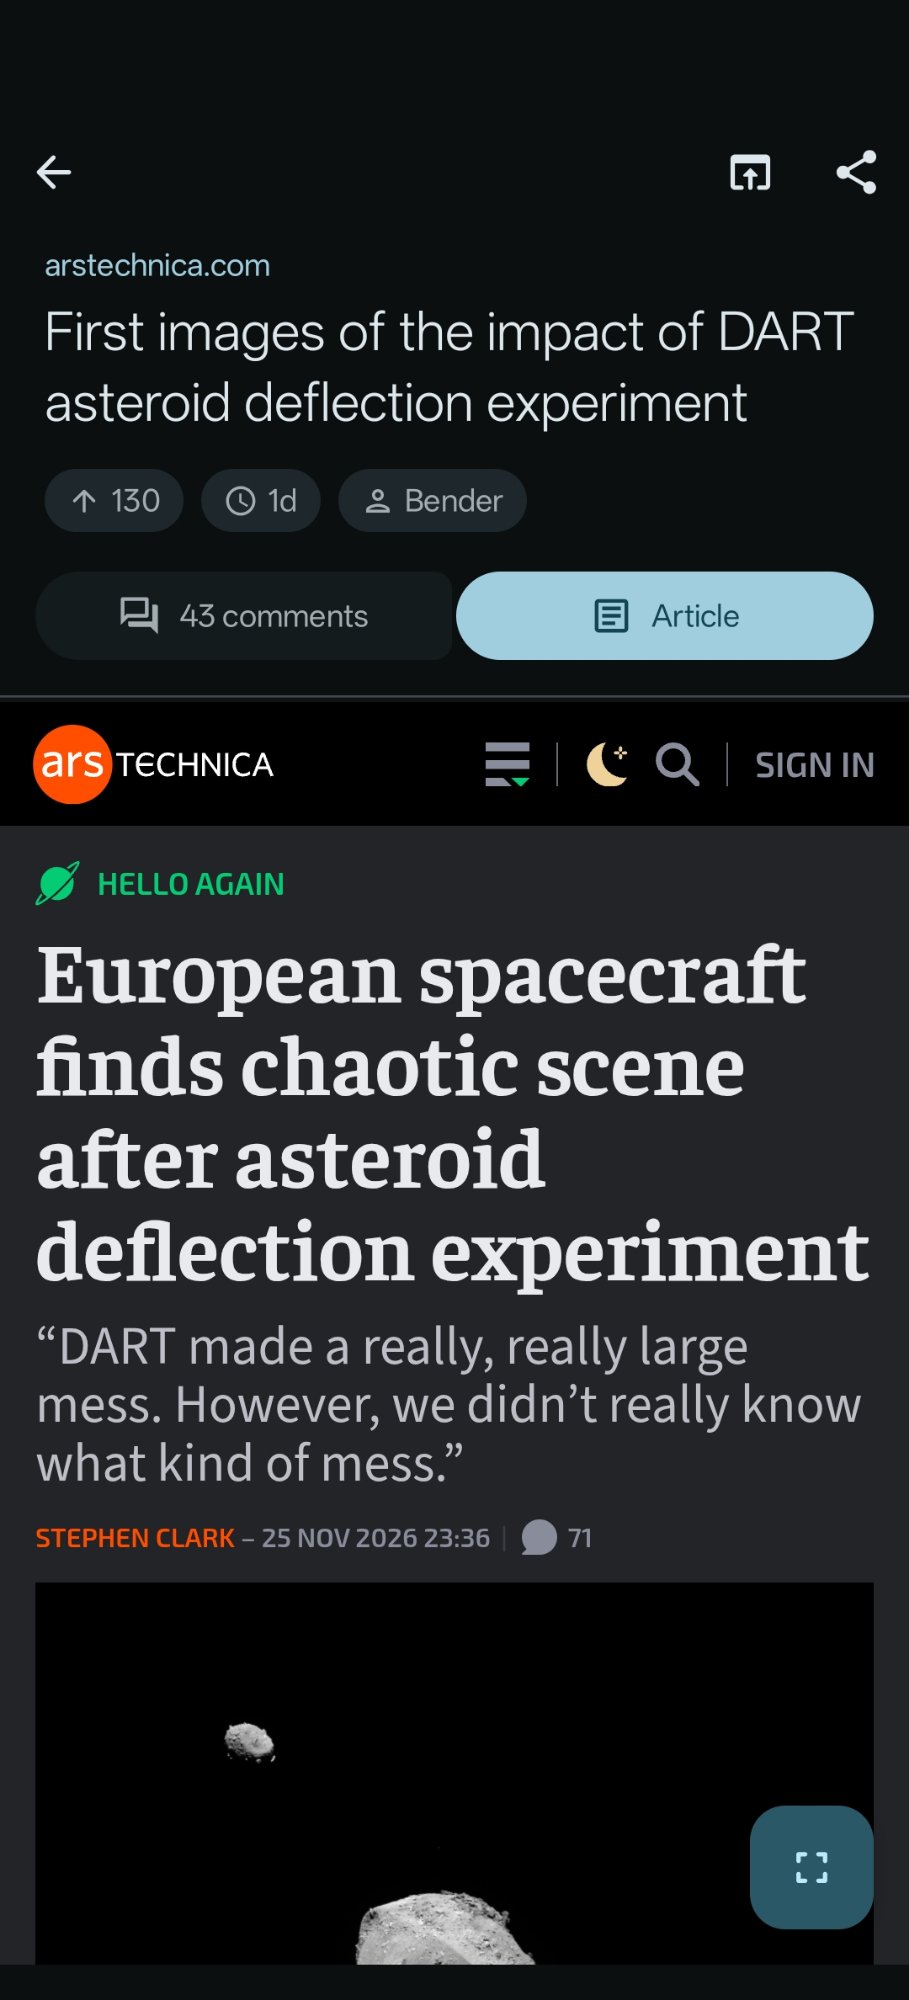 arstechnica.com
First images of the impact of DART
asteroid deflection experiment
130
1d
Bender
43 comments
Article
ars TECHNICA
SIGN IN
HELLO AGAIN
European spacecraft
finds chaotic scene
after asteroid
deflection experiment
“DART made a really, really large
mess. However, we didn’t really know
what kind of mess.”
STEPHEN CLARK – 25 NOV 2026 23:36 | 71